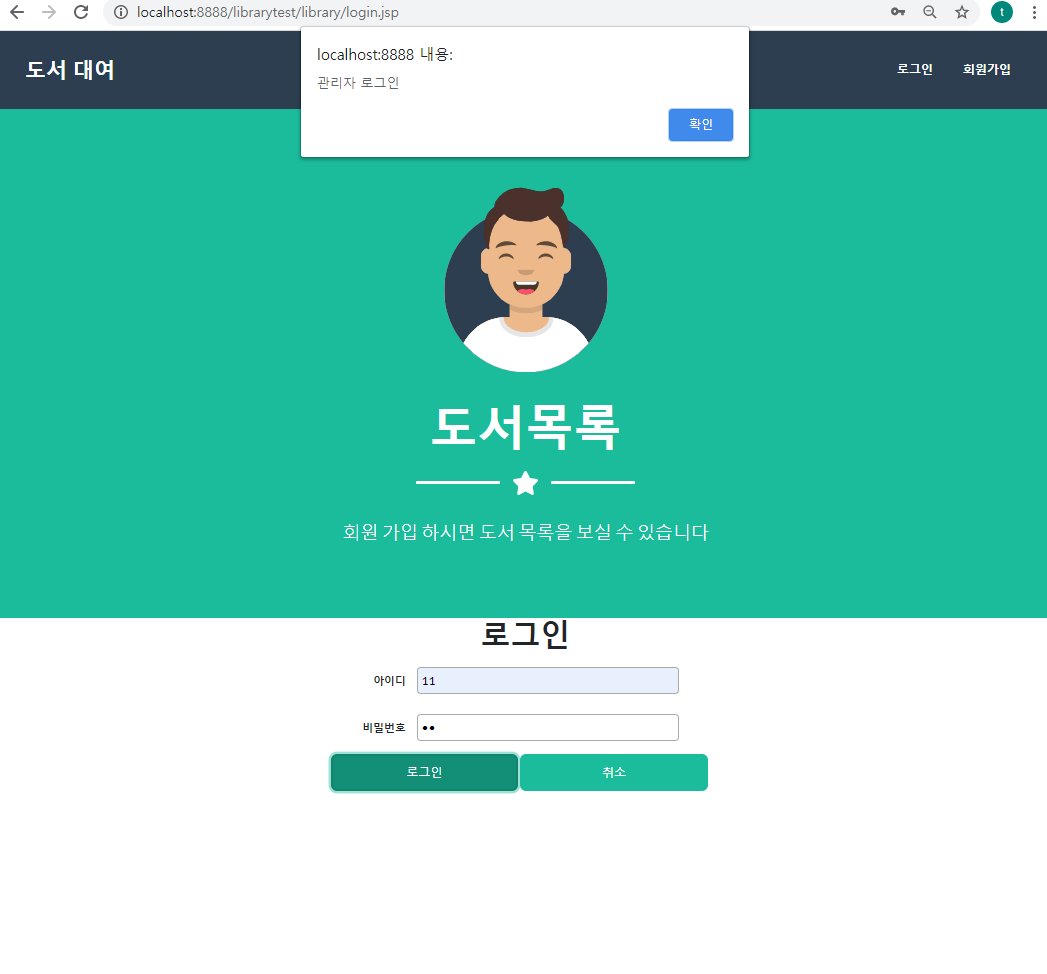 localhost:8888/librarytest/library/login.jsp
t
localhost:8888 내용:
관리자 로그인
확인
도서 대여
로그인
회원가입
도서목록
회원 가입 하시면 도서 목록을 보실 수 있습니다
로그인
아이디 11
비밀번호 ••
로그인 취소